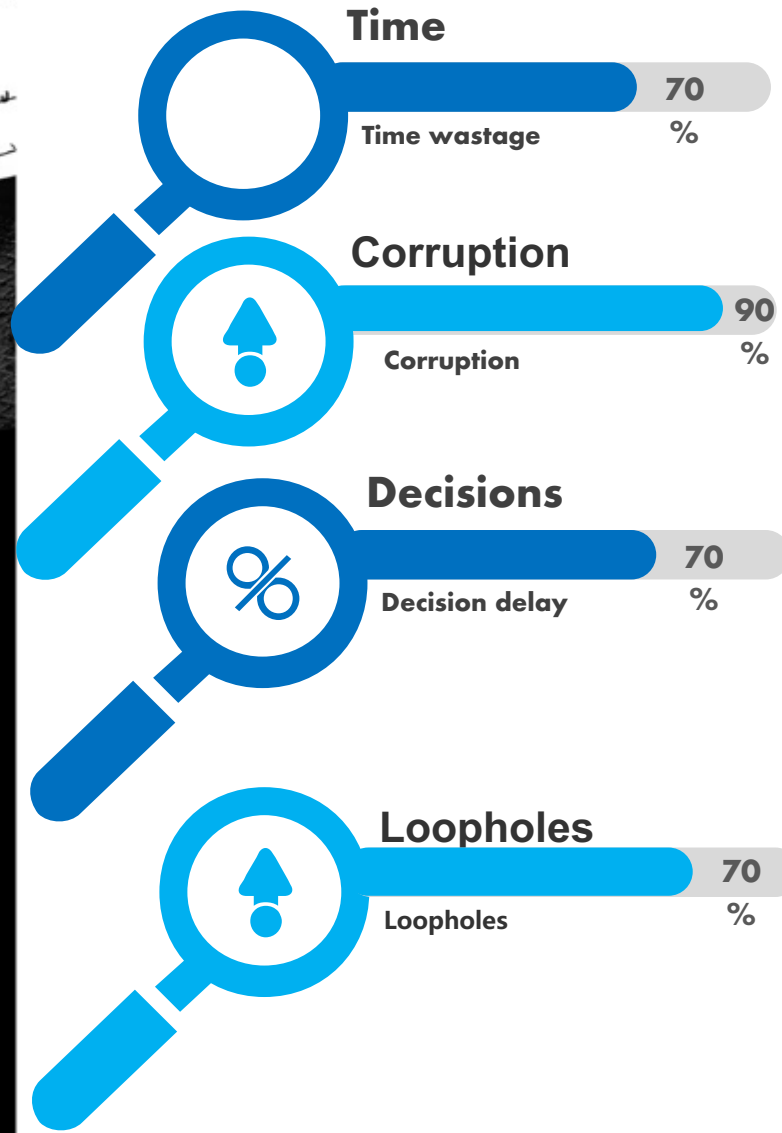 Time
70
%
Time wastage
Corruption
90
%
Corruption
Decisions
%
70
%
Decision delay
Loopholes
70
%
Loopholes